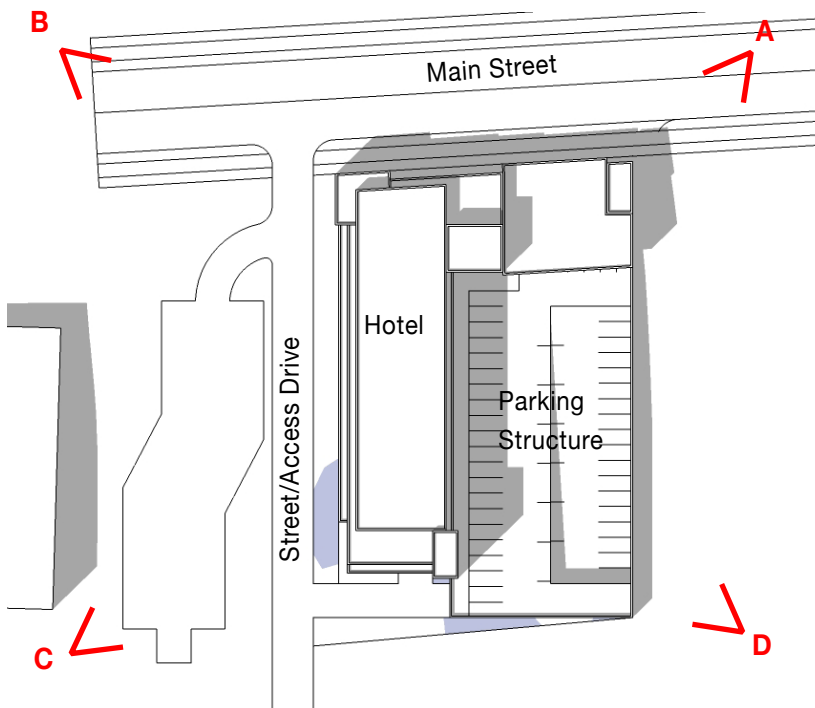 B
A
Main Street
Hotel
Street/Access Drive
Parking
Structure
C
D